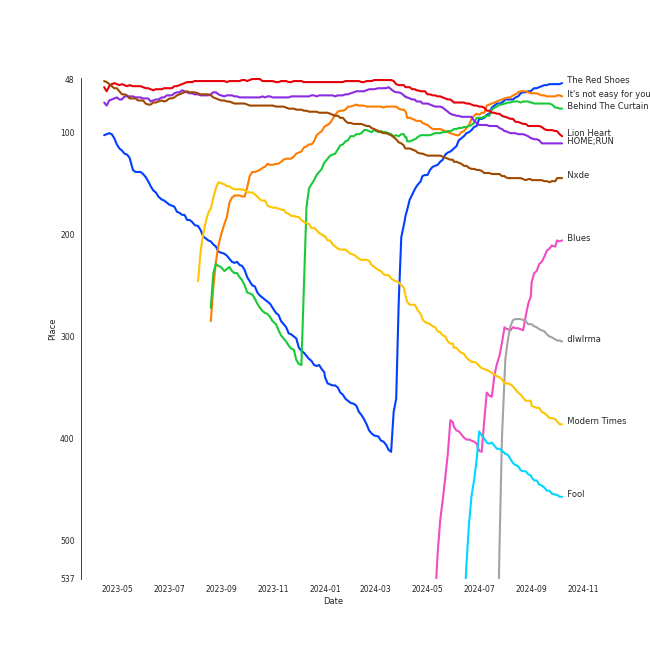 48
100
200
300
400
500
537
Place
2023-05
2023-07
2023-09
2023-11
2024-01
2024-03
2024-05
2024-07
2024-09
2024-11
Date
The Red Shoes
It's not easy for you
Behind The Curtain
Lion Heart
HOME;RUN
Nxde
Blues
dlwlrma
Modern Times
Fool